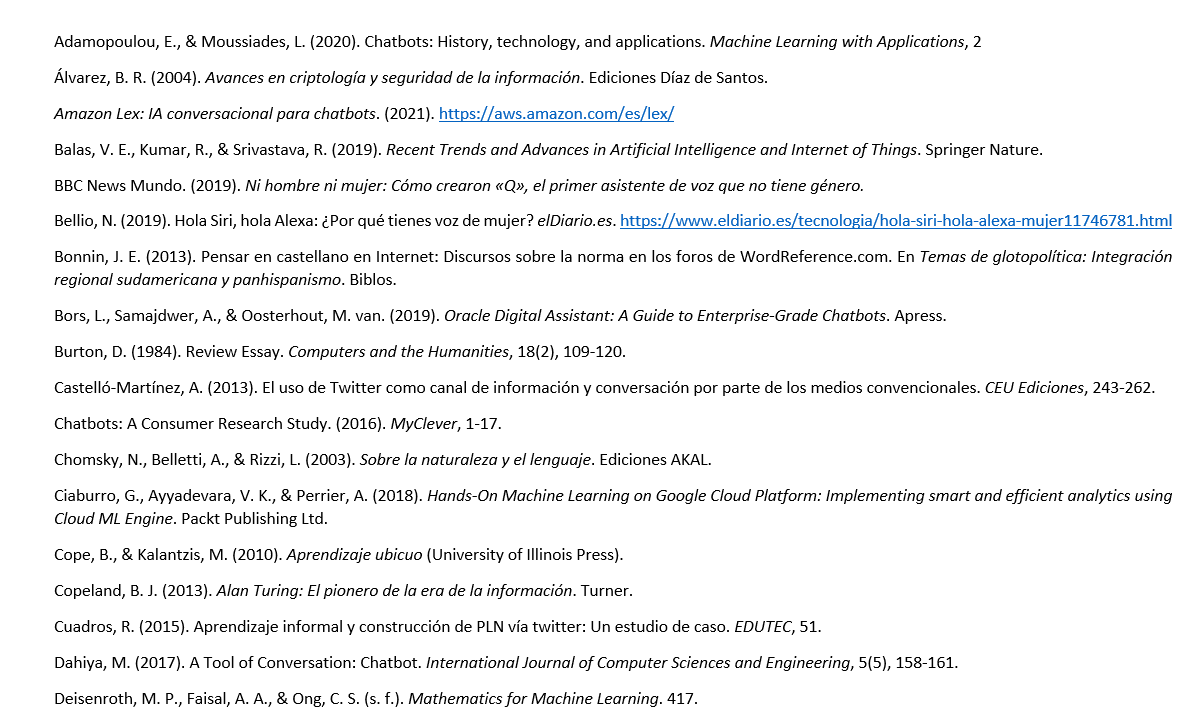 Adamopoulou, E., & Moussiades, L. (2020). Chatbots: History, technology, and applications. Machine Learning with Applications, 2
Álvarez, B. R. (2004). Avances en criptología y seguridad de la información. Ediciones Díaz de Santos.
Amazon Lex: IA conversacional para chatbots. (2021). https://aws.amazon.com/es/lex/
Balas, V. E., Kumar, R., & Srivastava, R. (2019). Recent Trends and Advances in Artificial Intelligence and Internet of Things. Springer Nature.
BBC News Mundo. (2019). Ni hombre ni mujer: Cómo crearon «Q», el primer asistente de voz que no tiene género.
Bellio, N. (2019). Hola Siri, hola Alexa: ¿Por qué tienes voz de mujer? elDiario.es. https://www.eldiario.es/tecnologia/hola-siri-hola-alexa-mujer11746781.html
Bonnin, J. E. (2013). Pensar en castellano en Internet: Discursos sobre la norma en los foros de WordReference.com. En Temas de glotopolítica: Integración
regional sudamericana y panhispanismo. Biblos.
Bors, L., Samajdwer, A., & Oosterhout, M. van. (2019). Oracle Digital Assistant: A Guide to Enterprise-Grade Chatbots. Apress.
Burton, D. (1984). Review Essay. Computers and the Humanities, 18(2), 109-120.
Castelló-Martínez, A. (2013). El uso de Twitter como canal de información y conversación por parte de los medios convencionales. CEU Ediciones, 243-262.
Chatbots: A Consumer Research Study. (2016). MyClever, 1-17.
Chomsky, N., Belletti, A., & Rizzi, L. (2003). Sobre la naturaleza y el lenguaje. Ediciones AKAL.
Ciaburro, G., Ayyadevara, V. K., & Perrier, A. (2018). Hands-On Machine Learning on Google Cloud Platform: Implementing smart and efficient analytics using
Cloud ML Engine. Packt Publishing Ltd.
Cope, B., & Kalantzis, M. (2010). Aprendizaje ubicuo (University of Illinois Press).
Copeland, B. J. (2013). Alan Turing: El pionero de la era de la información. Turner.
Cuadros, R. (2015). Aprendizaje informal y construcción de PLN vía twitter: Un estudio de caso. EDUTEC, 51.
Dahiya, M. (2017). A Tool of Conversation: Chatbot. International Journal of Computer Sciences and Engineering, 5(5), 158-161.
Deisenroth, M. P., Faisal, A. A., & Ong, C. S. (s. f.). Mathematics for Machine Learning. 417.